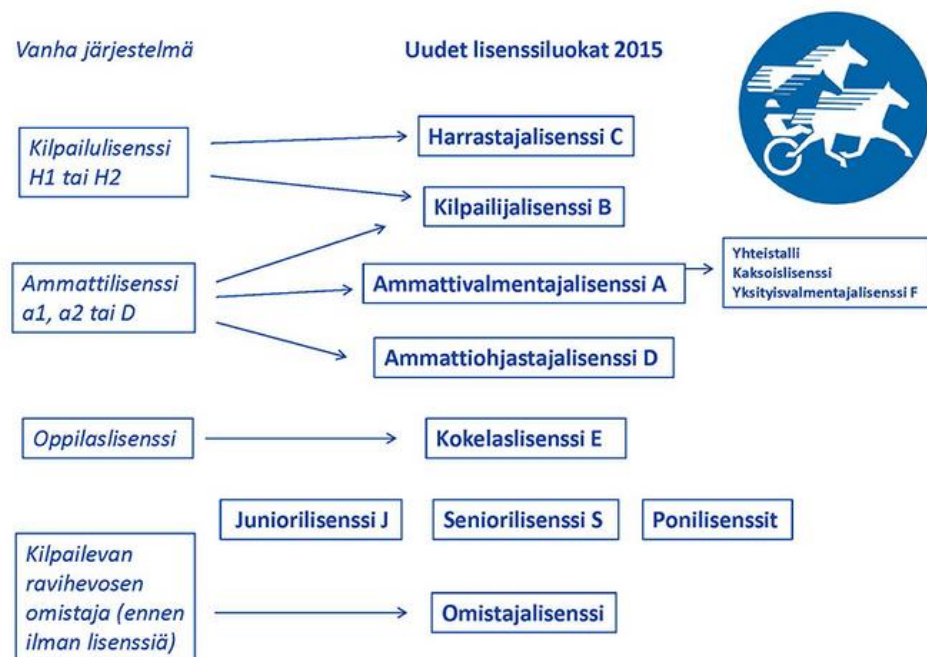 Vanha järjestelmä
Uudet lisenssiluokat 2015
Kilpailulisenssi
H1 tai H2
Harrastajalisenssi C
Kilpailijalisenssi B
Ammattilisenssi
a1, a2 tai D
Ammattivalmentajalisenssi A
Yhteistalli
Kaksoislisenssi
Yksityisvalmentajalisenssi F
Ammattiohjastajalisenssi D
Oppilaslisenssi
Kokelaslisenssi E
Juniorilisenssi J
Seniorilisenssi S
Ponilisenssit
Kilpailevan
ravihevosen
omistaja (ennen
ilman lisenssiä)
Omistajalisenssi